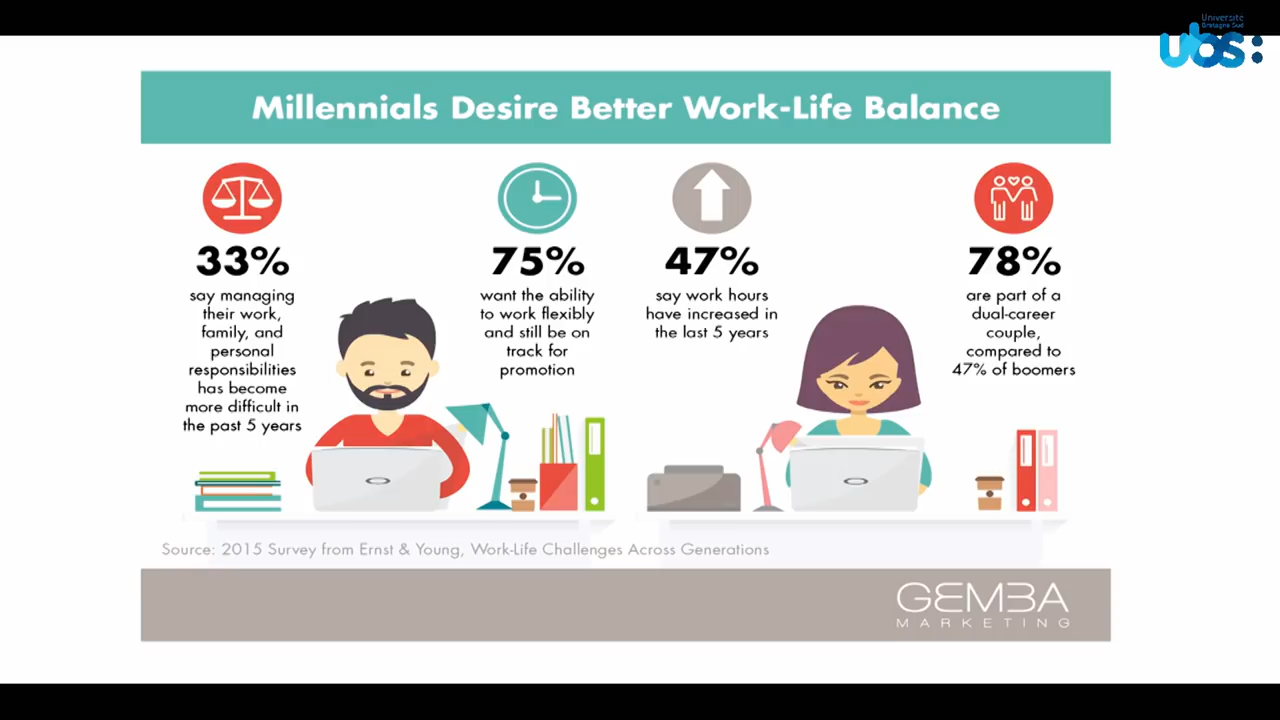 Université
Bretagne Sud
ubs:
Millennials Desire Better Work-Life Balance
33%
say managing
their work,
family, and
personal
responsibilities
has become
more difficult in
the past 5 years
75%
want the ability
to work flexibly
and still be on
track for
promotion
47%
say work hours
have increased in
the last 5 years
78%
are part of a
dual-career
couple,
compared to
47% of boomers
Source: 2015 Survey from Ernst & Young, Work-Life Challenges Across Generations
GEMBA
MARKETING